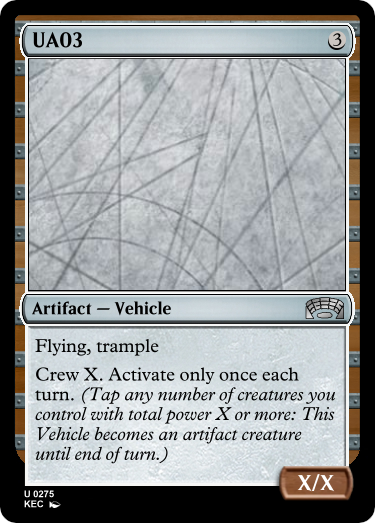 UA03
3
Artifact — Vehicle
Flying, trample
Crew X. Activate only once each
turn. (Tap any number of creatures you
control with total power X or more: This
Vehicle becomes an artifact creature
until end of turn.)
X/X
U 0275
KEC